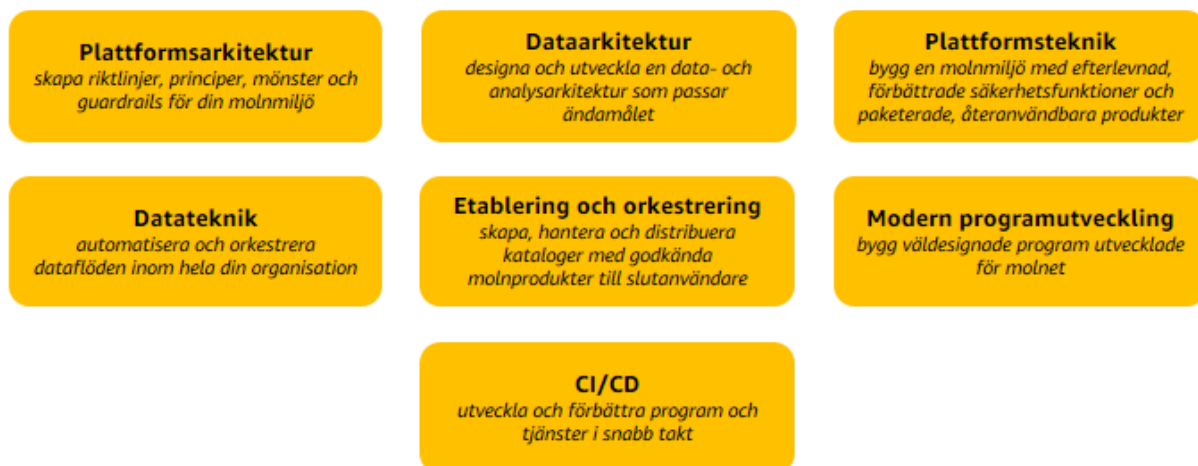 Plattformsarkitektur
skapa riktlinjer, principer, mönster och
guardrails för din molnmiljö
Dataarkitektur
designa och utveckla en data- och
analysarkitektur som passar
ändamålet
Plattformsteknik
bygg en molnmiljö med efterlevnad,
förbättrade säkerhetsfunktioner och
paketerade, återanvändbara produkter
Datateknik
automatisera och orkestrera
dataflöden inom hela din organisation
Etablering och orkestrering
skapa, hantera och distribuera
kataloger med godkända
molnprodukter till slutanvändare
Modern programutveckling
bygg väldesignade program utvecklade
för molnet
CI/CD
utveckla och förbättra program och
tjänster i snabb takt